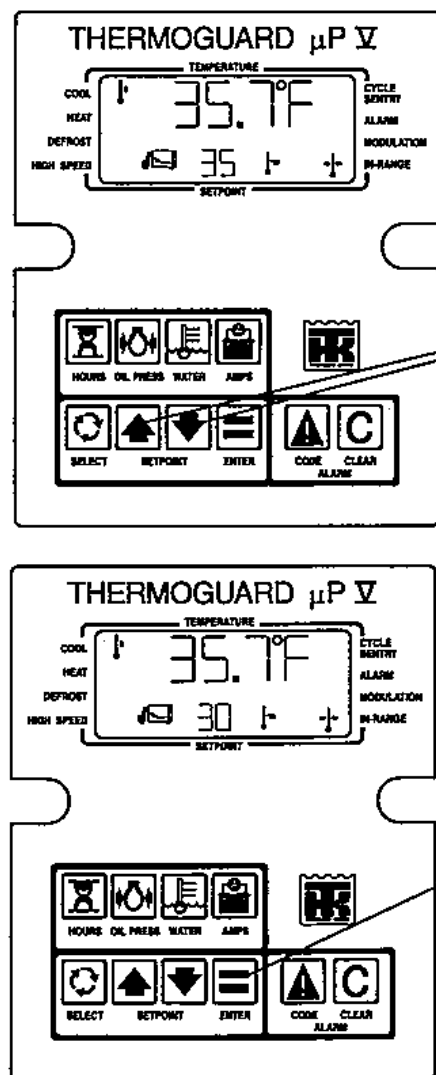 THERMOGUARD µP V
TEMPERATURE
COOL
HEAT
DEFROST
HIGH SPEED
35.7°F
35
CYCLE
SENTRY
ALARM
MODULATION
IN-RANGE
SETPOINT
HOURS OIL PRESS WATER AMPS
TK
SELECT SETPOINT ENTER
C
CODE CLEAR
ALARM
THERMOGUARD µP V
TEMPERATURE
COOL
HEAT
DEFROST
HIGH SPEED
35.7°F
30
CYCLE
SENTRY
ALARM
MODULATION
IN-RANGE
SETPOINT
HOURS OIL PRESS WATER AMPS
TK
SELECT SETPOINT ENTER
C
CODE CLEAR
ALARM